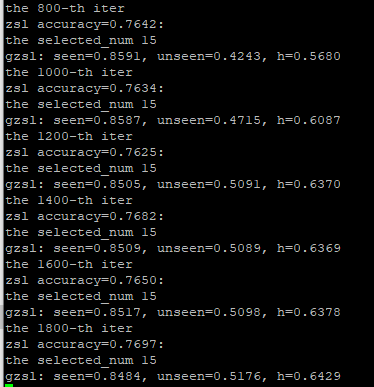 the 800-th iter
zsl accuracy=0.7642:
the selected_num 15
gzsl: seen=0.8591, unseen=0.4243, h=0.5680
the 1000-th iter
zsl accuracy=0.7634:
the selected_num 15
gzsl: seen=0.8587, unseen=0.4715, h=0.6087
the 1200-th iter
zsl accuracy=0.7625:
the selected_num 15
gzsl: seen=0.8505, unseen=0.5091, h=0.6370
the 1400-th iter
zsl accuracy=0.7682:
the selected_num 15
gzsl: seen=0.8509, unseen=0.5089, h=0.6369
the 1600-th iter
zsl accuracy=0.7650:
the selected_num 15
gzsl: seen=0.8517, unseen=0.5098, h=0.6378
the 1800-th iter
zsl accuracy=0.7697:
the selected_num 15
gzsl: seen=0.8484, unseen=0.5176, h=0.6429